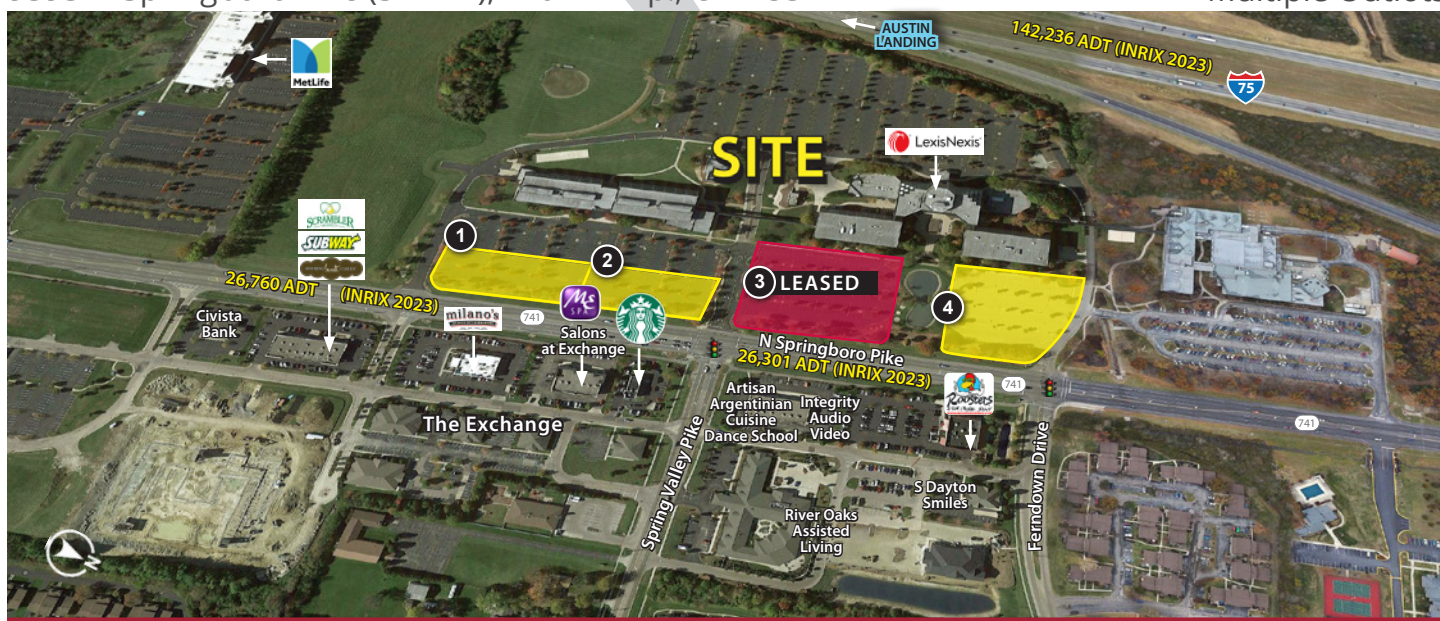 Multiple Outlots
AUSTIN
LANDING
142,236 ADT (INRIX 2023)
75
MetLife
SITE
LexisNexis
SCRAMBLER
SUBWAY
1
2
3 LEASED
4
26,760 ADT (INRIX 2023)
Civista
Bank
milano's
741
Ms
SPA
Salons
at Exchange
N Springboro Pike
26,301 ADT (INRIX 2023)
741
Roosters
741
The Exchange
Artisan
Argentinian
Cuisine
Dance School
Integrity
Audio
Video
Spring Valley Pike
S Dayton
Smiles
River Oaks
Assisted
Living
Ferndown Drive
N